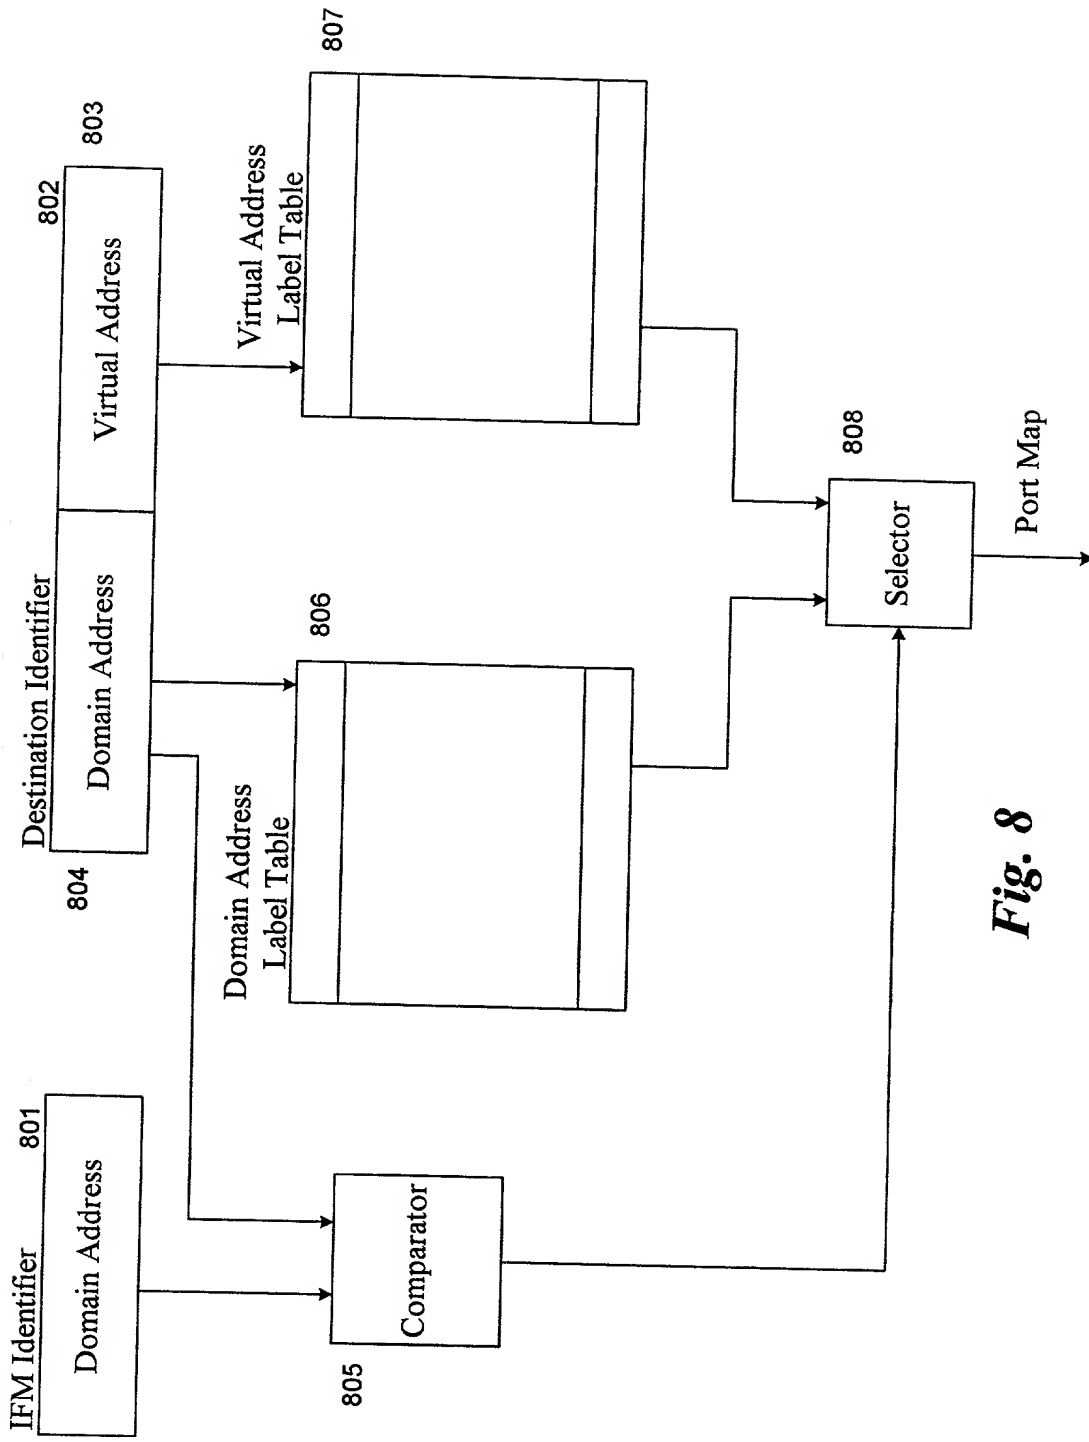 IFM Identifier
801
Domain Address
Destination Identifier
802
804
Domain Address
Virtual Address
803
Domain Address
Label Table
806
Virtual Address
Label Table
807
805
Comparator
Selector
808
Port Map
Fig. 8